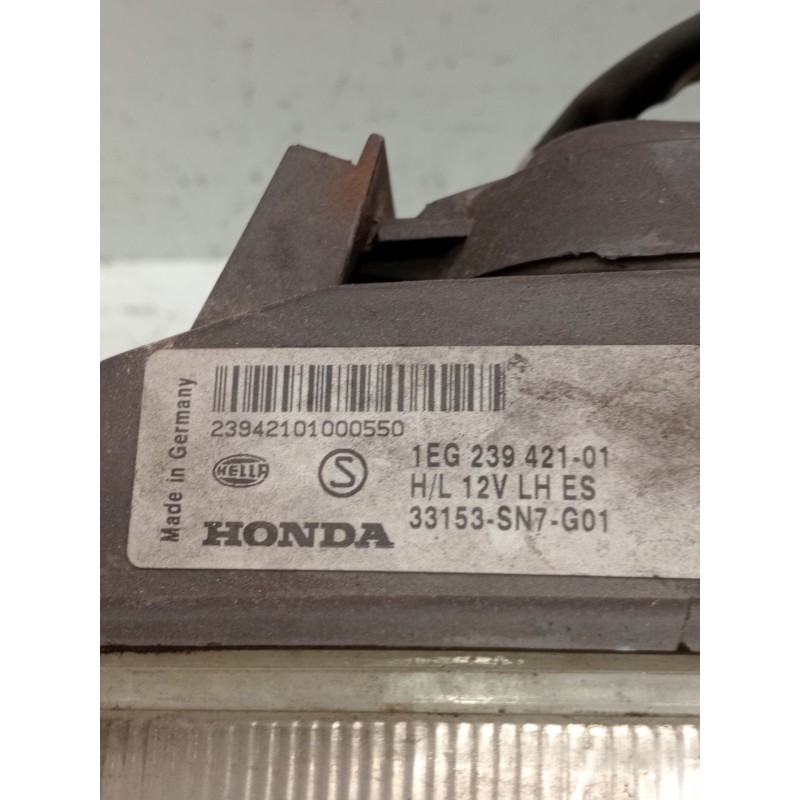 Made in Germany
23942101000550
HELLA
S
1EG 239 421-01
H/L 12V LH ES
33153-SN7-G01
HONDA